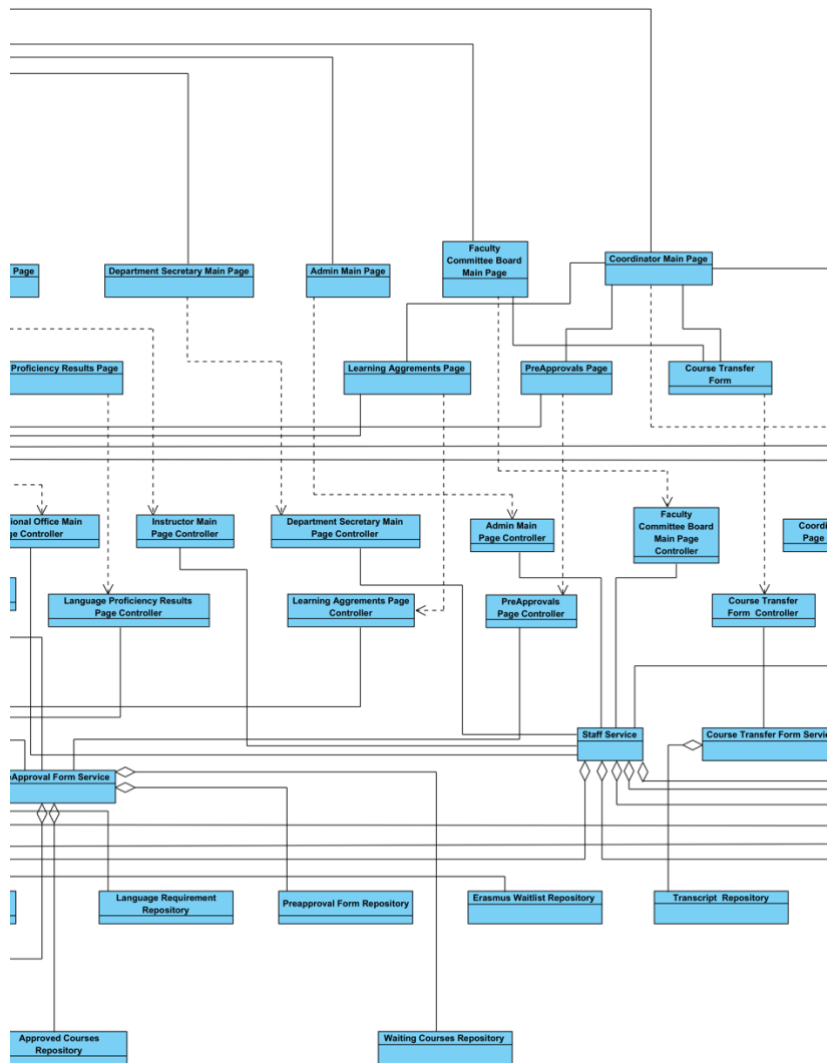 Faculty
Committee Board
Main Page
Coordinator Main Page
Page
Department Secretary Main Page
Admin Main Page
Proficiency Results Page
Learning Aggrements Page
PreApprovals Page
Course Transfer
Form
ional Office Main
ge Controller
Instructor Main
Page Controller
Department Secretary Main
Page Controller
Admin Main
Page Controller
Faculty
Committee Board
Main Page
Controller
Coordi
Page
Language Proficiency Results
Page Controller
Learning Aggrements Page
Controller
PreApprovals
Page Controller
Course Transfer
Form Controller
Staff Service
Course Transfer Form Servic
Approval Form Service
Language Requirement
Repository
Preapproval Form Repository
Erasmus Waitlist Repository
Transcript Repository
Approved Courses
Repository
Waiting Courses Repository